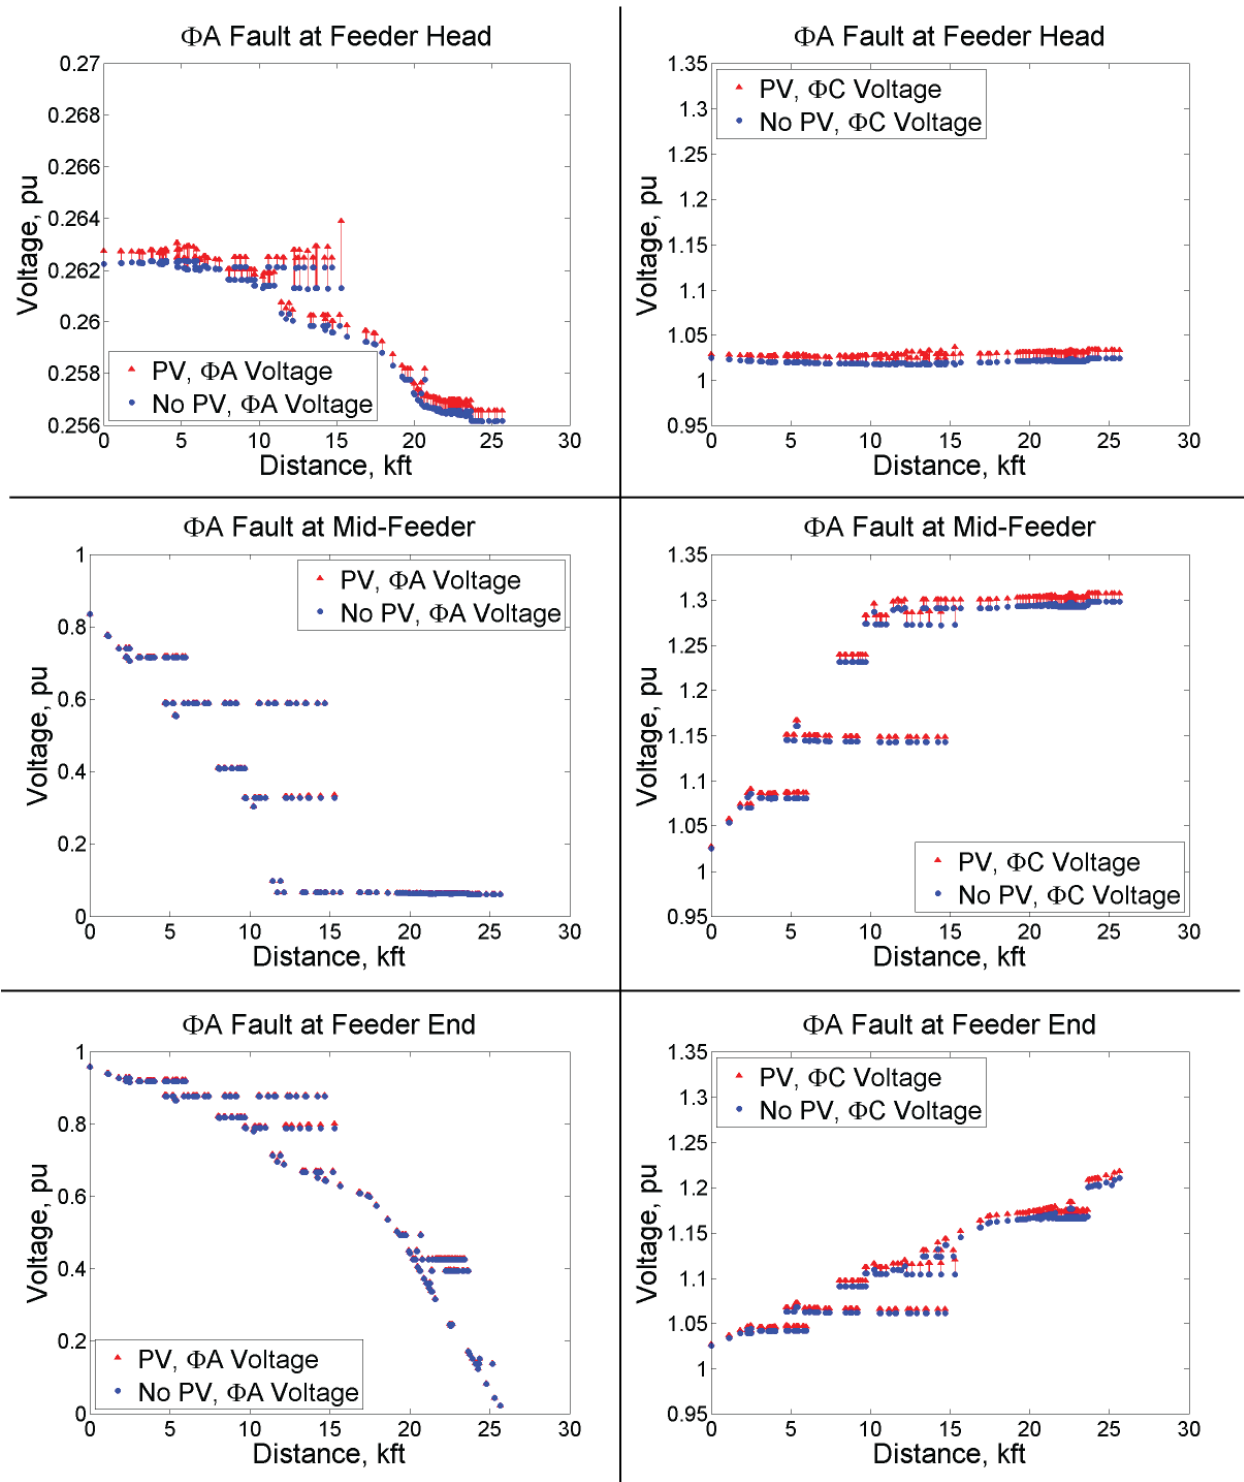 ΦA Fault at Feeder Head
0.27
0.268
0.266
0.264
0.262
0.26
0.258
0.256
Voltage, pu
PV, ΦA Voltage
No PV, ΦA Voltage
0 5 10 15 20 25 30
Distance, kft
ΦA Fault at Feeder Head
1.35
1.3
1.25
1.2
1.15
1.1
1.05
1
0.95
Voltage, pu
PV, ΦC Voltage
No PV, ΦC Voltage
0 5 10 15 20 25 30
Distance, kft
ΦA Fault at Mid-Feeder
1
0.8
0.6
0.4
0.2
0
Voltage, pu
PV, ΦA Voltage
No PV, ΦA Voltage
0 5 10 15 20 25 30
Distance, kft
ΦA Fault at Mid-Feeder
1.35
1.3
1.25
1.2
1.15
1.1
1.05
1
0.95
Voltage, pu
PV, ΦC Voltage
No PV, ΦC Voltage
0 5 10 15 20 25 30
Distance, kft
ΦA Fault at Feeder End
1
0.8
0.6
0.4
0.2
0
Voltage, pu
PV, ΦA Voltage
No PV, ΦA Voltage
0 5 10 15 20 25 30
Distance, kft
ΦA Fault at Feeder End
1.35
1.3
1.25
1.2
1.15
1.1
1.05
1
0.95
Voltage, pu
PV, ΦC Voltage
No PV, ΦC Voltage
0 5 10 15 20 25 30
Distance, kft